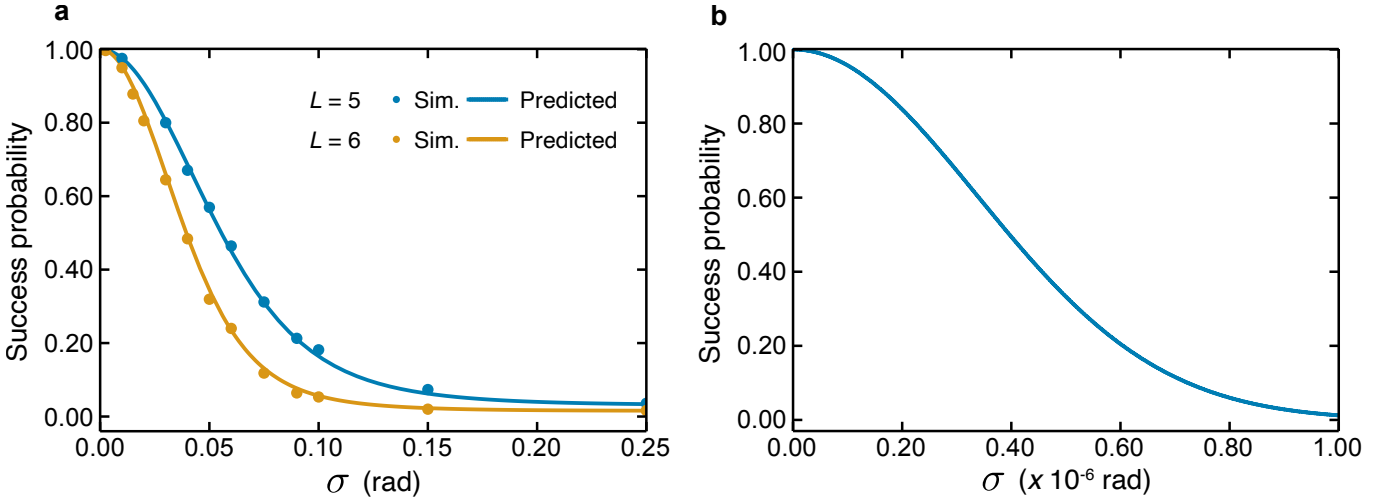 a
1.00
0.80
0.60
0.40
0.20
0.00
Success probability
L = 5 Sim. Predicted
L = 6 Sim. Predicted
0.00 0.05 0.10 0.15 0.20 0.25
σ (rad)
b
1.00
0.80
0.60
0.40
0.20
0.00
Success probability
0.00 0.20 0.40 0.60 0.80 1.00
σ (x 10⁻⁶ rad)